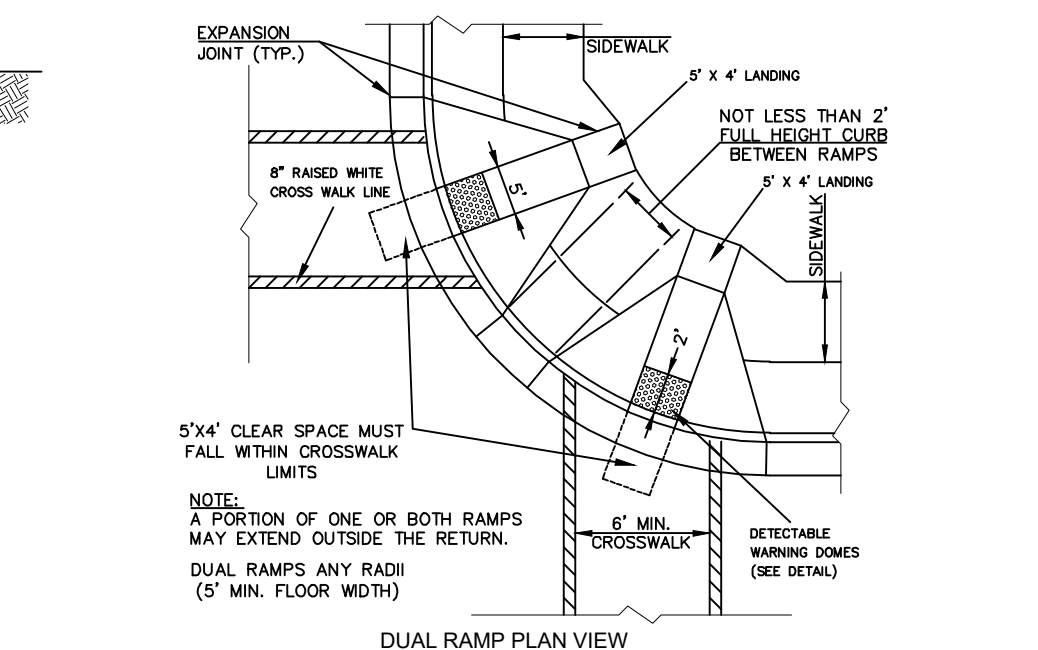 EXPANSION
JOINT (TYP.)
SIDEWALK
5' X 4' LANDING
NOT LESS THAN 2'
FULL HEIGHT CURB
BETWEEN RAMPS
5' X 4' LANDING
8" RAISED WHITE
CROSS WALK LINE
5'
SIDEWALK
2'
5'X4' CLEAR SPACE MUST
FALL WITHIN CROSSWALK
LIMITS
NOTE:
A PORTION OF ONE OR BOTH RAMPS
MAY EXTEND OUTSIDE THE RETURN.
DUAL RAMPS ANY RADII
(5' MIN. FLOOR WIDTH)
6' MIN.
CROSSWALK
DETECTABLE
WARNING DOMES
(SEE DETAIL)
DUAL RAMP PLAN VIEW